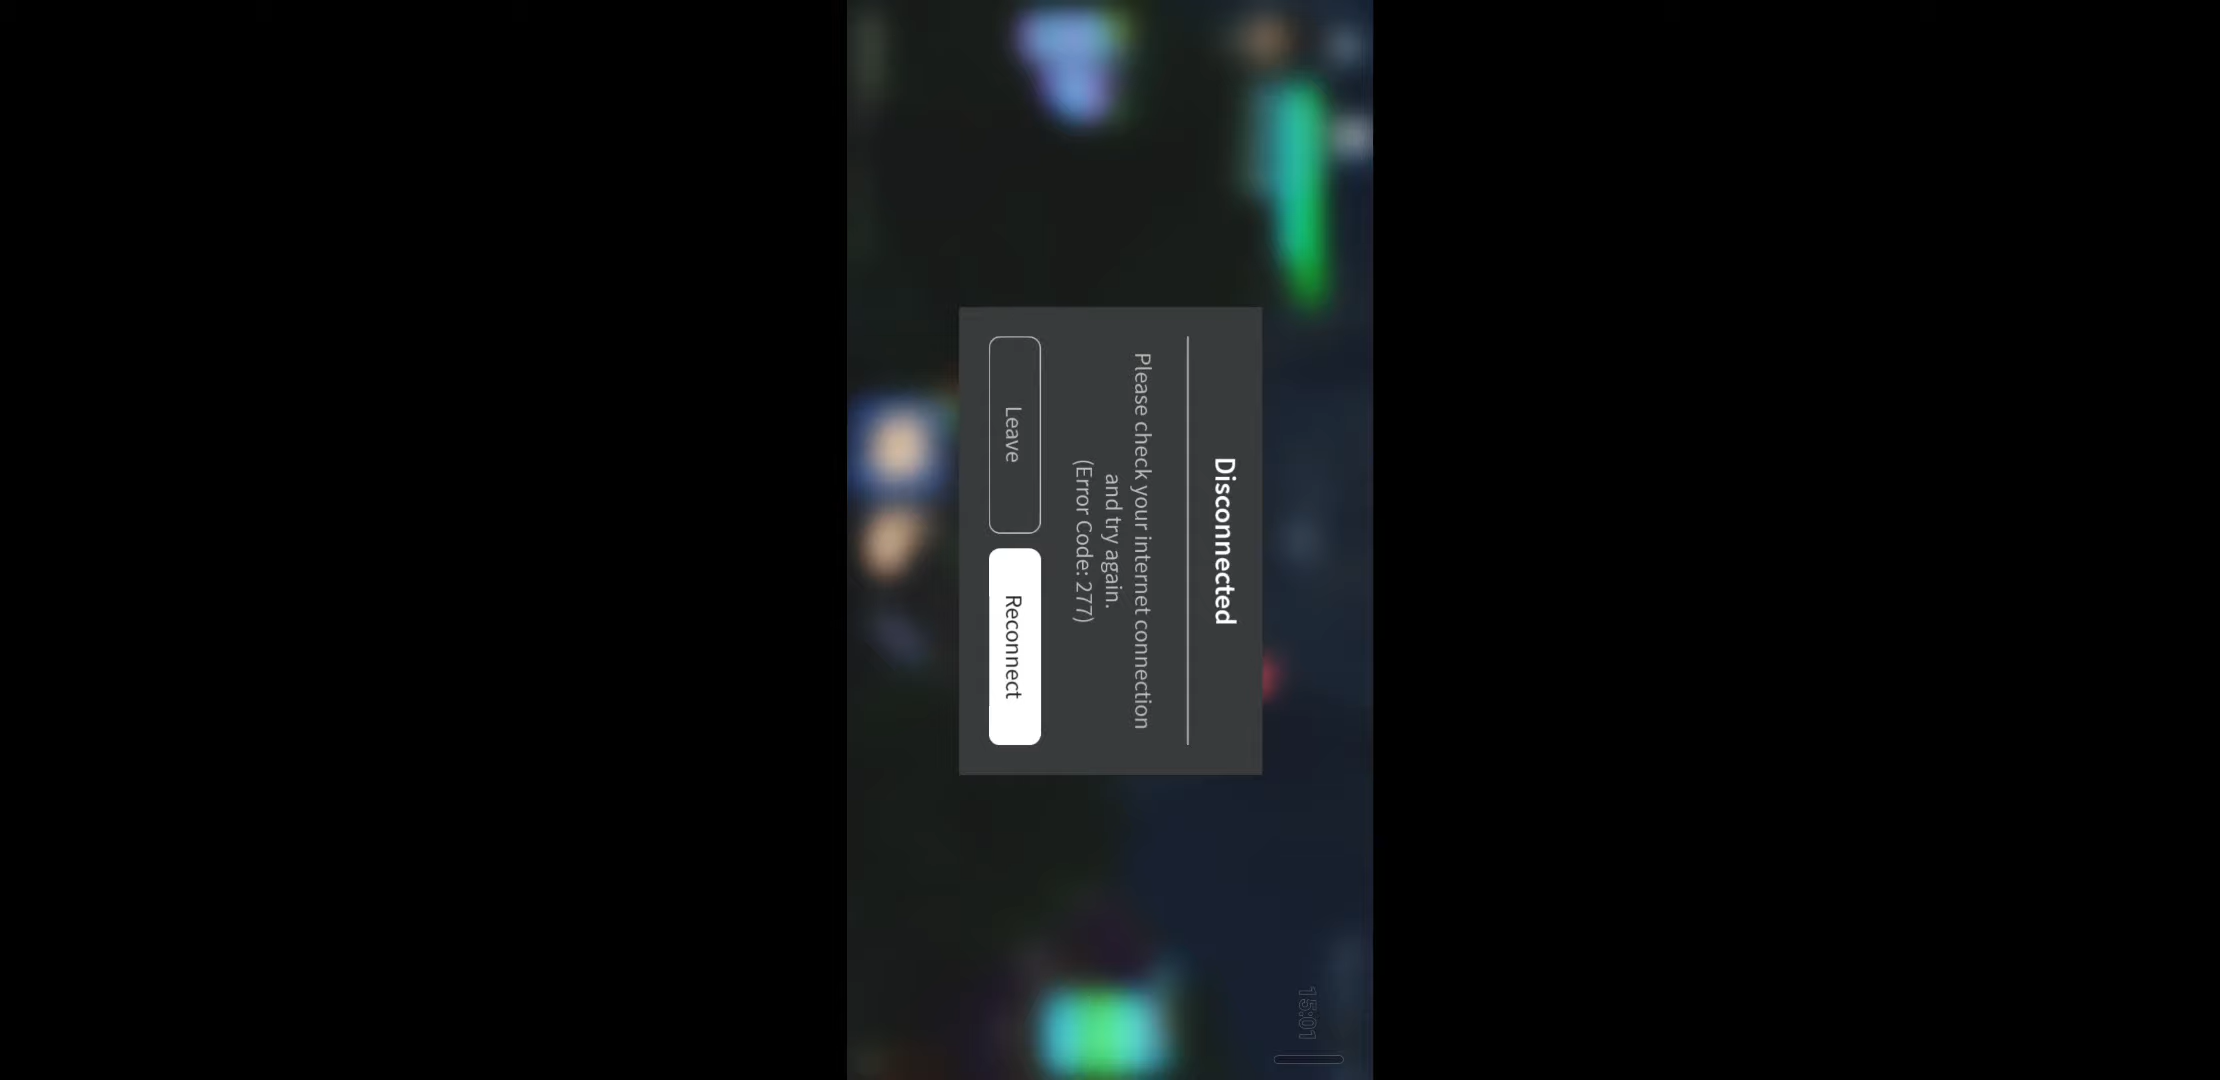 Disconnected
Please check your internet connection
and try again.
(Error Code: 277)
Leave
Reconnect
15:01